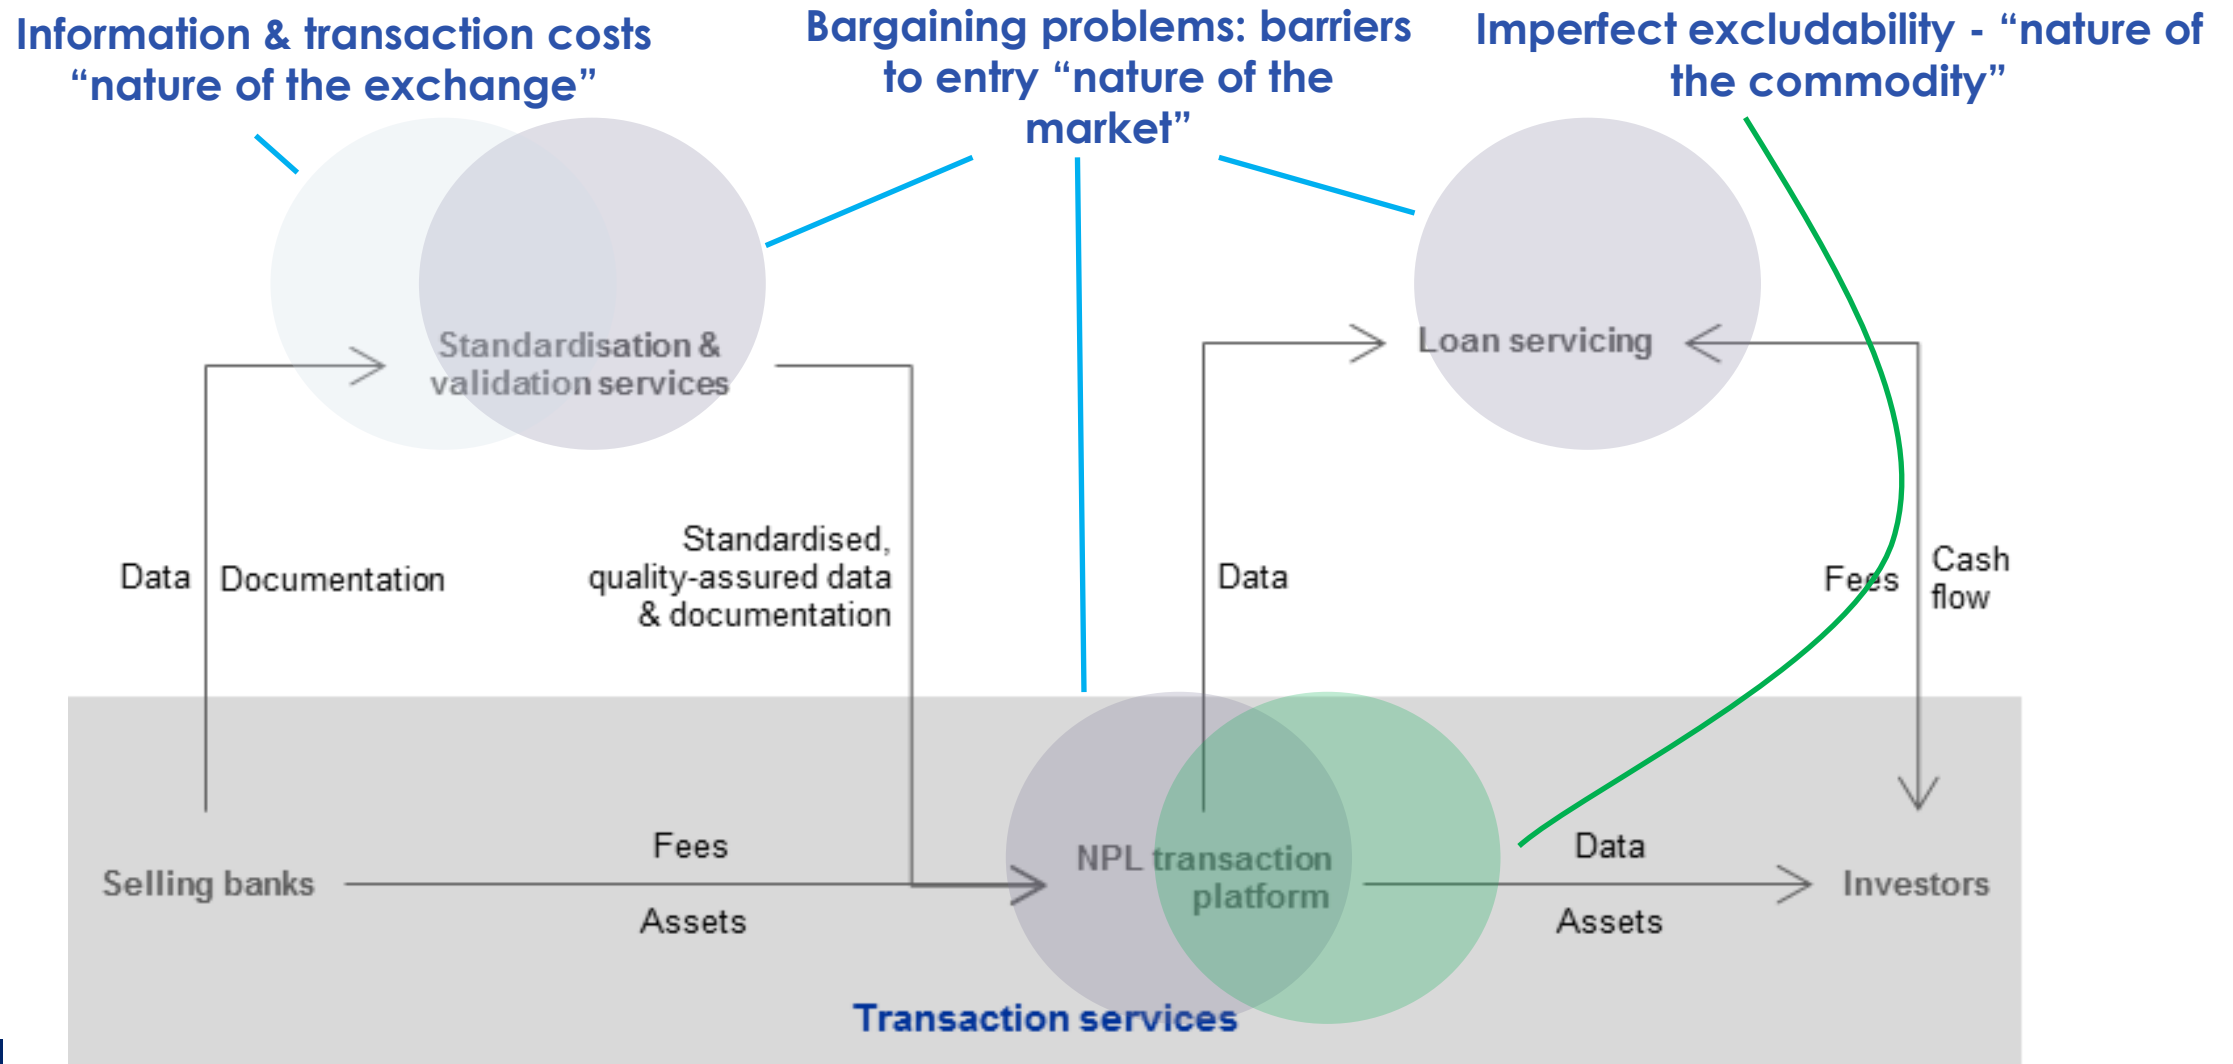 Information & transaction costs
“nature of the exchange”
Bargaining problems: barriers
to entry “nature of the
market”
Imperfect excludability - “nature of
the commodity”
Standardisation &
validation services
Loan servicing
Data
Documentation
Standardised,
quality-assured data
& documentation
Data
Fees
Cash
flow
Selling banks
Fees
Assets
NPL transaction
platform
Data
Assets
Investors
Transaction services